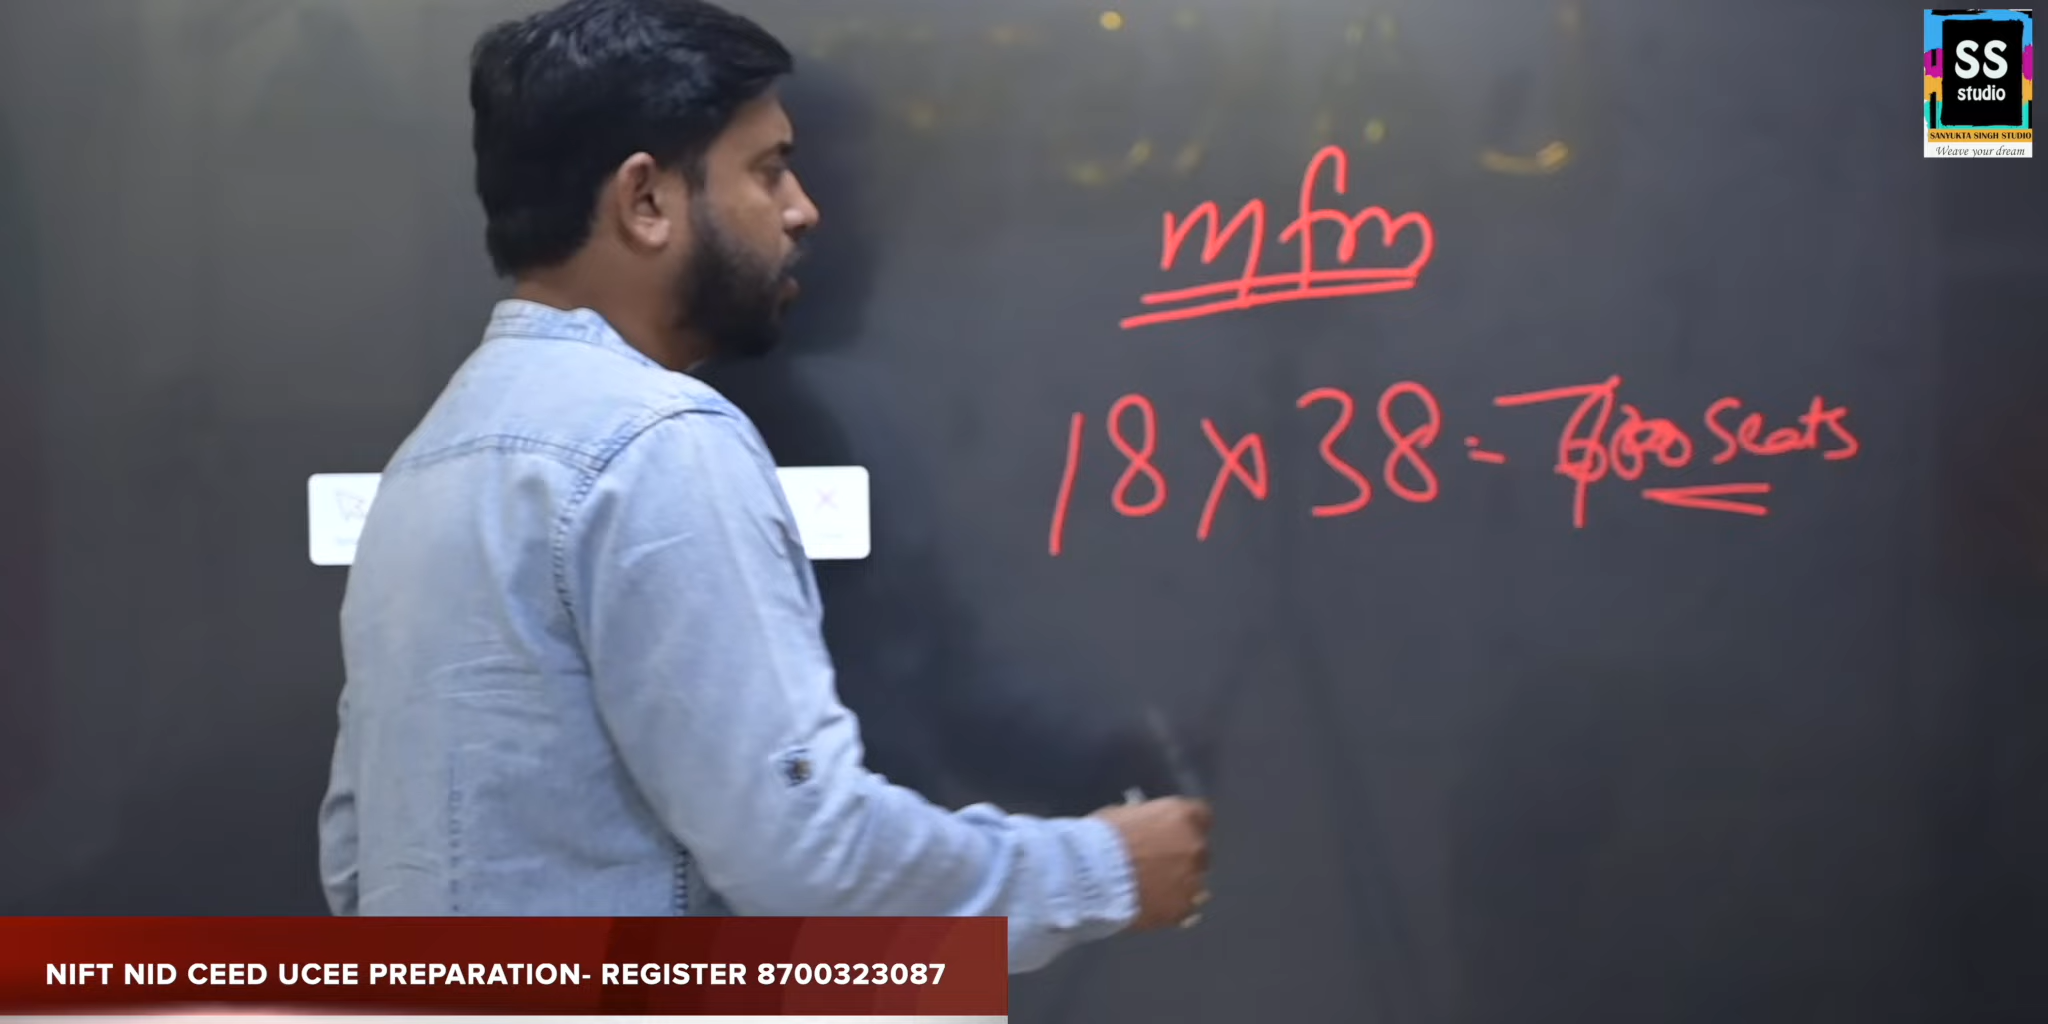 SS
studio
SANYUKTA SINGH STUDIO
Weave your dream
mfm
18 x 38 = Seats
NIFT NID CEED UCEE PREPARATION- REGISTER 8700323087